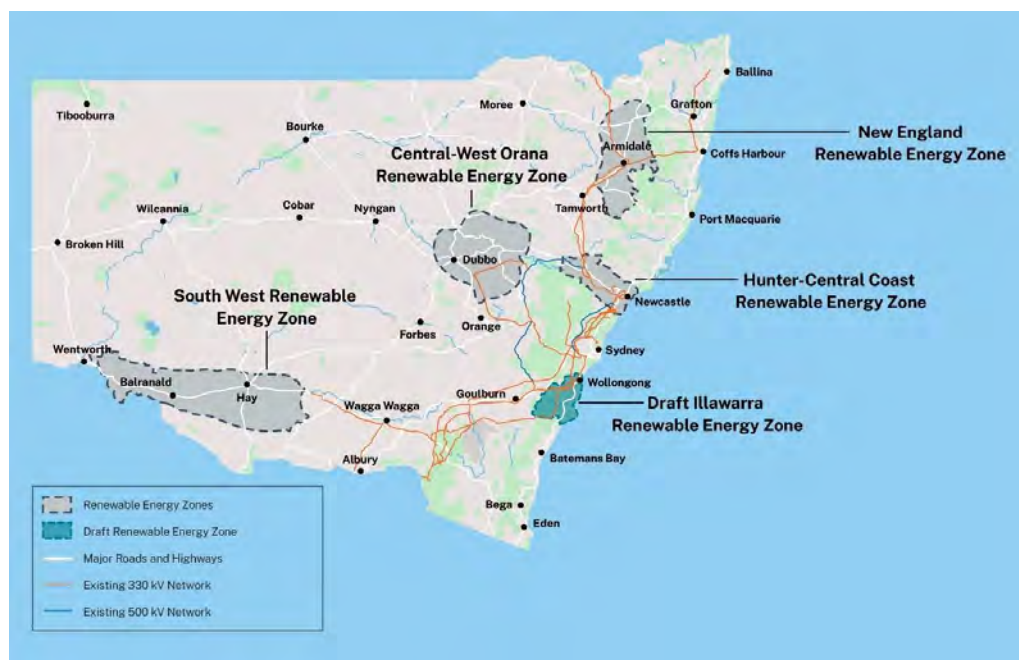 Ballina
Tibooburra
Moree
Grafton
Bourke
New England
Renewable Energy Zone
Armidale
Coffs Harbour
Central-West Orana
Renewable Energy Zone
Tamworth
Wilcannia
Cobar
Nyngan
Port Macquarie
Broken Hill
Dubbo
Hunter-Central Coast
Renewable Energy Zone
South West Renewable
Energy Zone
Newcastle
Orange
Forbes
Wentworth
Sydney
Balranald
Hay
Wollongong
Goulburn
Wagga Wagga
Draft Illawarra
Renewable Energy Zone
Albury
Batemans Bay
Bega
Eden
Renewable Energy Zones
Draft Renewable Energy Zone
Major Roads and Highways
Existing 330 kV Network
Existing 500 kV Network